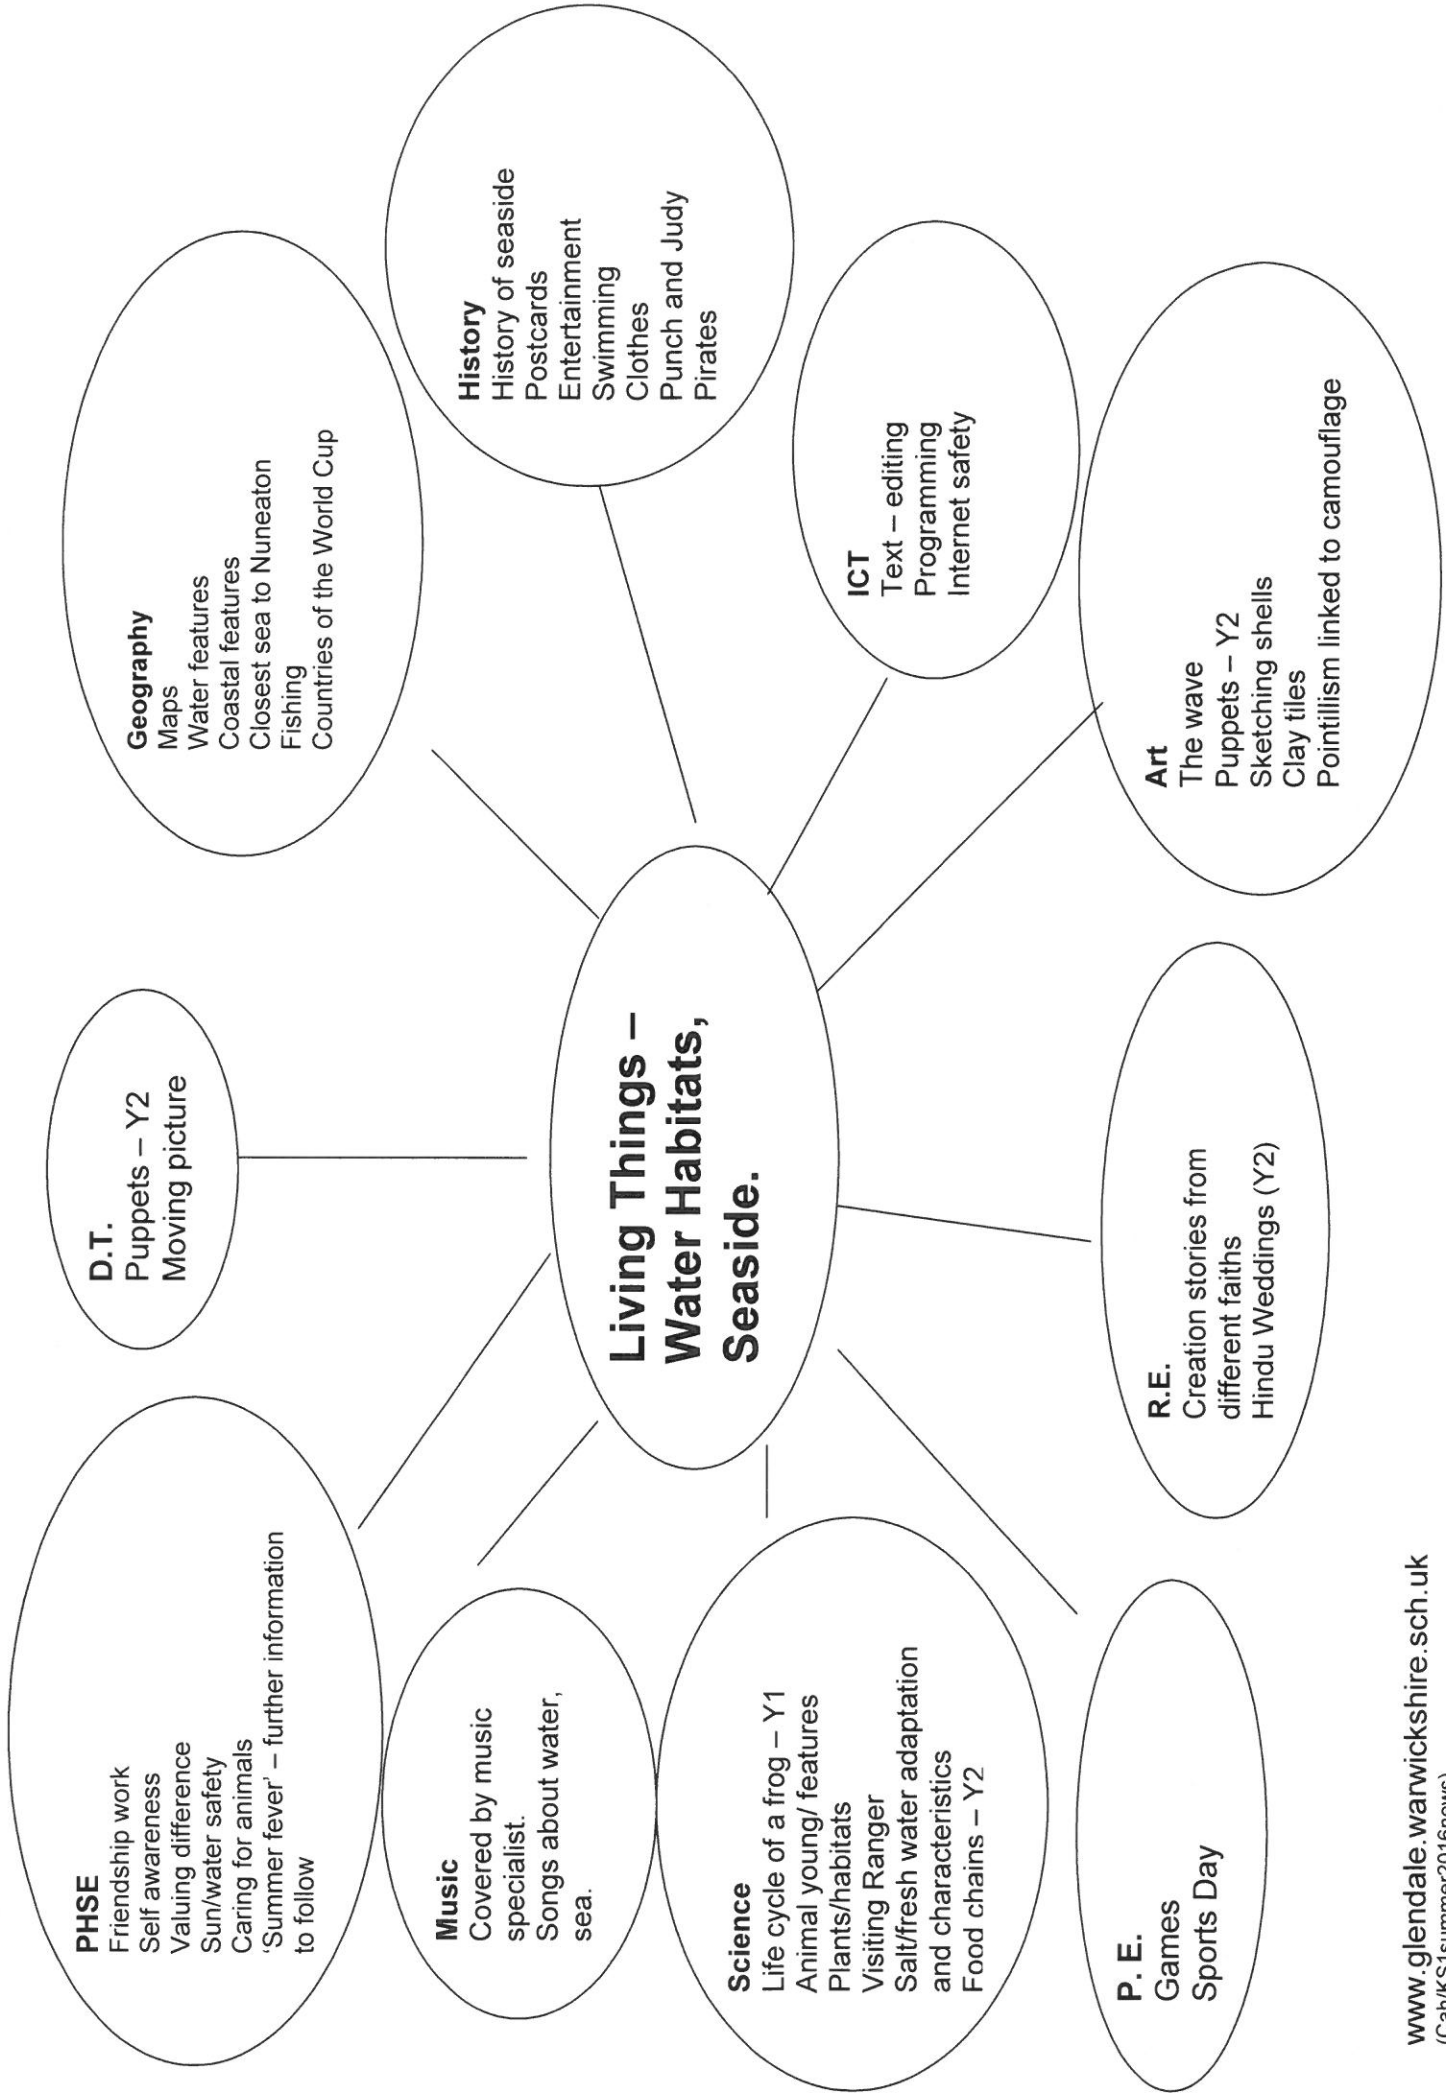 PHSE
Friendship work
Self awareness
Valuing difference
Sun/water safety
Caring for animals
‘Summer fever’ – further information
to follow
D.T.
Puppets – Y2
Moving picture
Geography
Maps
Water features
Coastal features
Closest sea to Nuneaton
Fishing
Countries of the World Cup
Music
Covered by music
specialist.
Songs about water,
sea.
Living Things –
Water Habitats,
Seaside.
History
History of seaside
Postcards
Entertainment
Swimming
Clothes
Punch and Judy
Pirates
Science
Life cycle of a frog – Y1
Animal young/ features
Plants/habitats
Visiting Ranger
Salt/fresh water adaptation
and characteristics
Food chains – Y2
ICT
Text – editing
Programming
Internet safety
P. E.
Games
Sports Day
R.E.
Creation stories from
different faiths
Hindu Weddings (Y2)
Art
The wave
Puppets – Y2
Sketching shells
Clay tiles
Pointillism linked to camouflage
www.glendale.warwickshire.sch.uk
(Cah/KS1summer2016news)